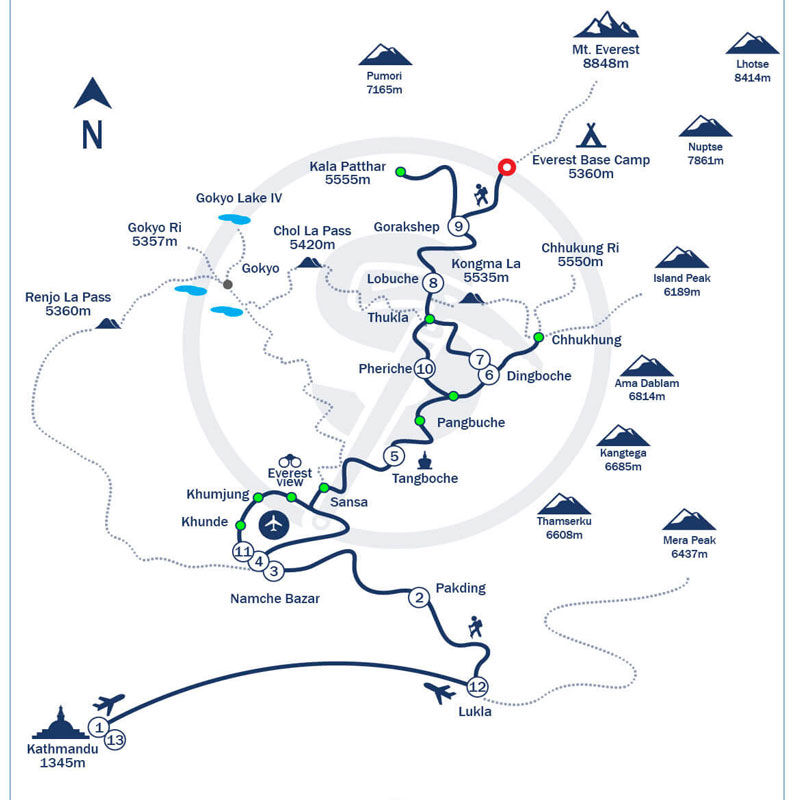 Mt. Everest
8848m
Lhotse
8414m
Pumori
7165m
N
Nuptse
7861m
Everest Base Camp
5360m
Kala Patthar
5555m
Gokyo Lake IV
Gokyo Ri
5357m
Chol La Pass
5420m
Gorakshep
9
Chhukung Ri
5550m
Gokyo
Kongma La
5535m
Lobuche
8
Island Peak
6189m
Renjo La Pass
5360m
Thukla
Chhukhung
Pheriche
10
7
6
Dingboche
Ama Dablam
6814m
Pangbuche
Kangtega
6685m
5
Tangboche
Everest
view
Khumjung
Sansa
Thamserku
6608m
Khunde
Mera Peak
6437m
11
4
3
Namche Bazar
2
Pakding
12
Lukla
1
13
Kathmandu
1345m